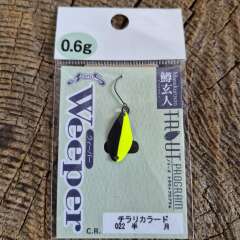 0.6g
Weeper
ウィーパー
鱒玄人
TROUT
PROGRAM
C.R.
チラリカラード
022 半 月